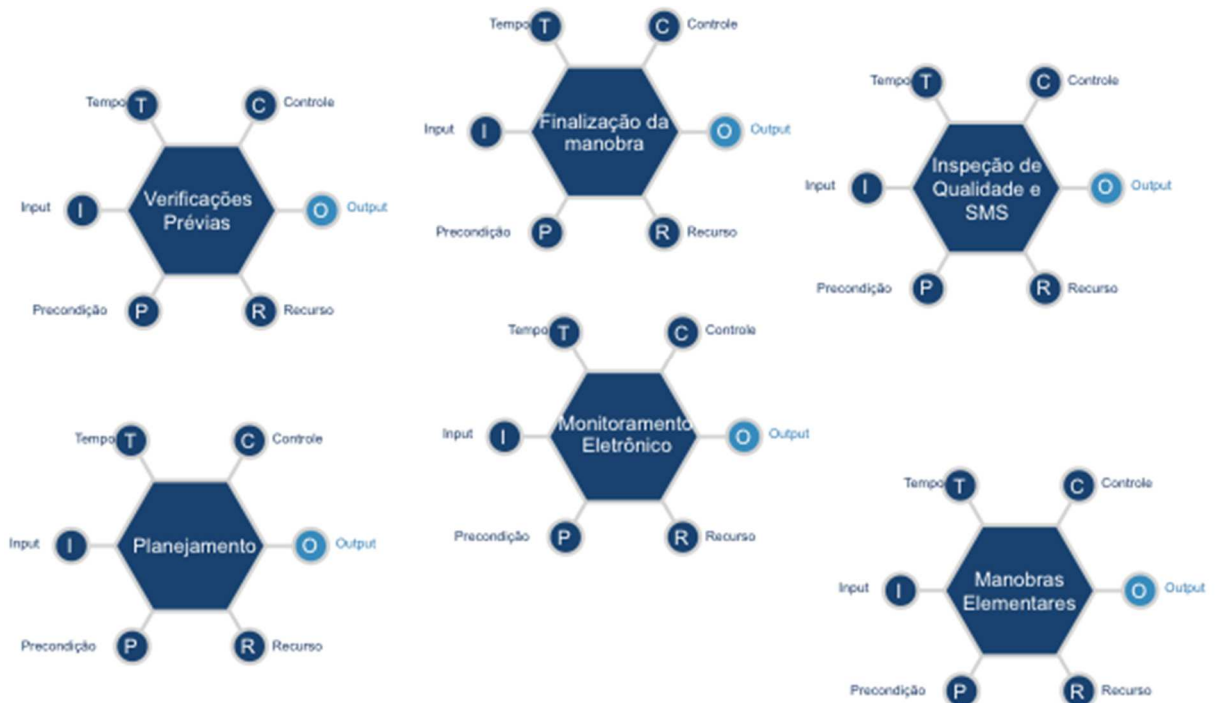 Tempo T
C Controle
Input I
Verificações
Prévias
O Output
Precondição P
R Recurso
Tempo T
C Controle
Input I
Finalização da
manobra
O Output
Precondição P
R Recurso
Tempo T
C Controle
Input I
Inspeção de
Qualidade e
SMS
O Output
Precondição P
R Recurso
Tempo T
C Controle
Input I
Planejamento
O Output
Precondição P
R Recurso
Tempo T
C Controle
Input I
Monitoramento
Eletrônico
O Output
Precondição P
R Recurso
Tempo T
C Controle
Input I
Manobras
Elementares
O Output
Precondição P
R Recurso